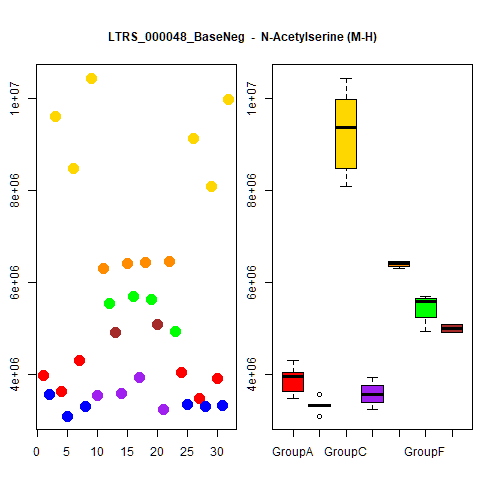 LTRS_000048_BaseNeg - N-Acetylserine (M-H)
1e+07
8e+06
6e+06
4e+06
0 5 10 15 20 25 30
1e+07
8e+06
6e+06
4e+06
GroupA GroupC GroupF